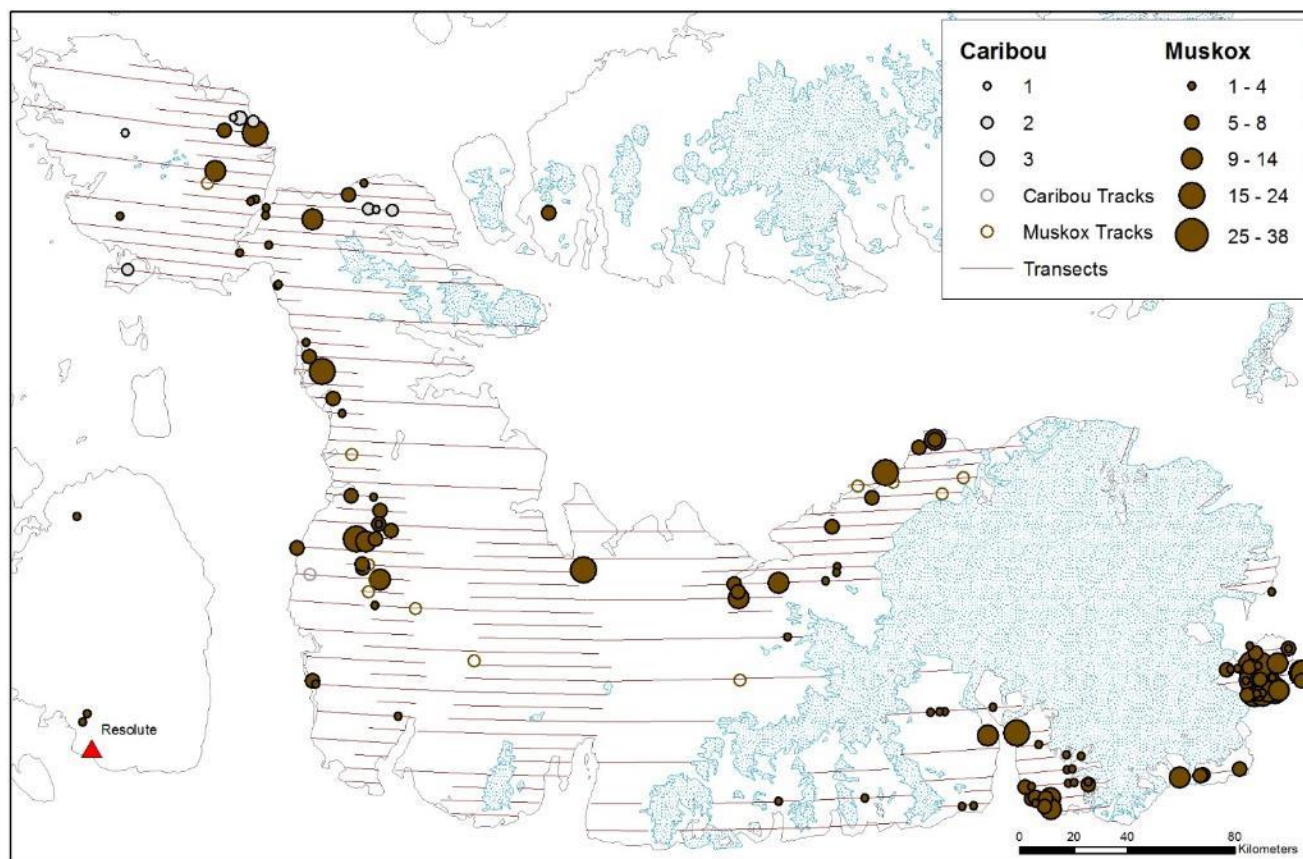 Caribou
1
2
3
Caribou Tracks
Muskox Tracks
Transects
Muskox
1 - 4
5 - 8
9 - 14
15 - 24
25 - 38
Resolute
0 20 40 80
Kilometers